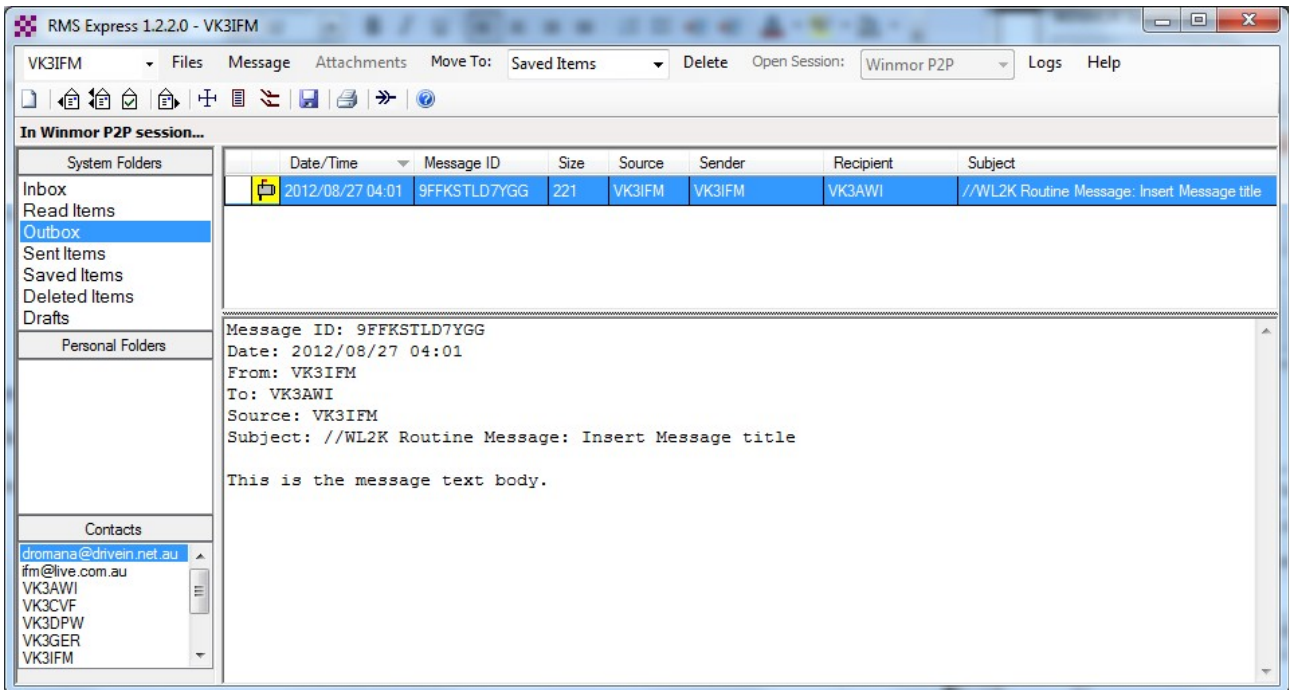 RMS Express 1.2.2.0 - VK3IFM
VK3IFM Files Message Attachments Move To: Saved Items Delete Open Session: Winmor P2P Logs Help
In Winmor P2P session...
System Folders
Inbox
Read Items
Outbox
Sent Items
Saved Items
Deleted Items
Drafts
Personal Folders
Contacts
dromana@drivein.net.au
ifm@live.com.au
VK3AWI
VK3CVF
VK3DPW
VK3GER
VK3IFM
Date/Time Message ID Size Source Sender Recipient Subject
2012/08/27 04:01 9FFKSTLD7YGG 221 VK3IFM VK3IFM VK3AWI //WL2K Routine Message: Insert Message title
Message ID: 9FFKSTLD7YGG
Date: 2012/08/27 04:01
From: VK3IFM
To: VK3AWI
Source: VK3IFM
Subject: //WL2K Routine Message: Insert Message title
This is the message text body.